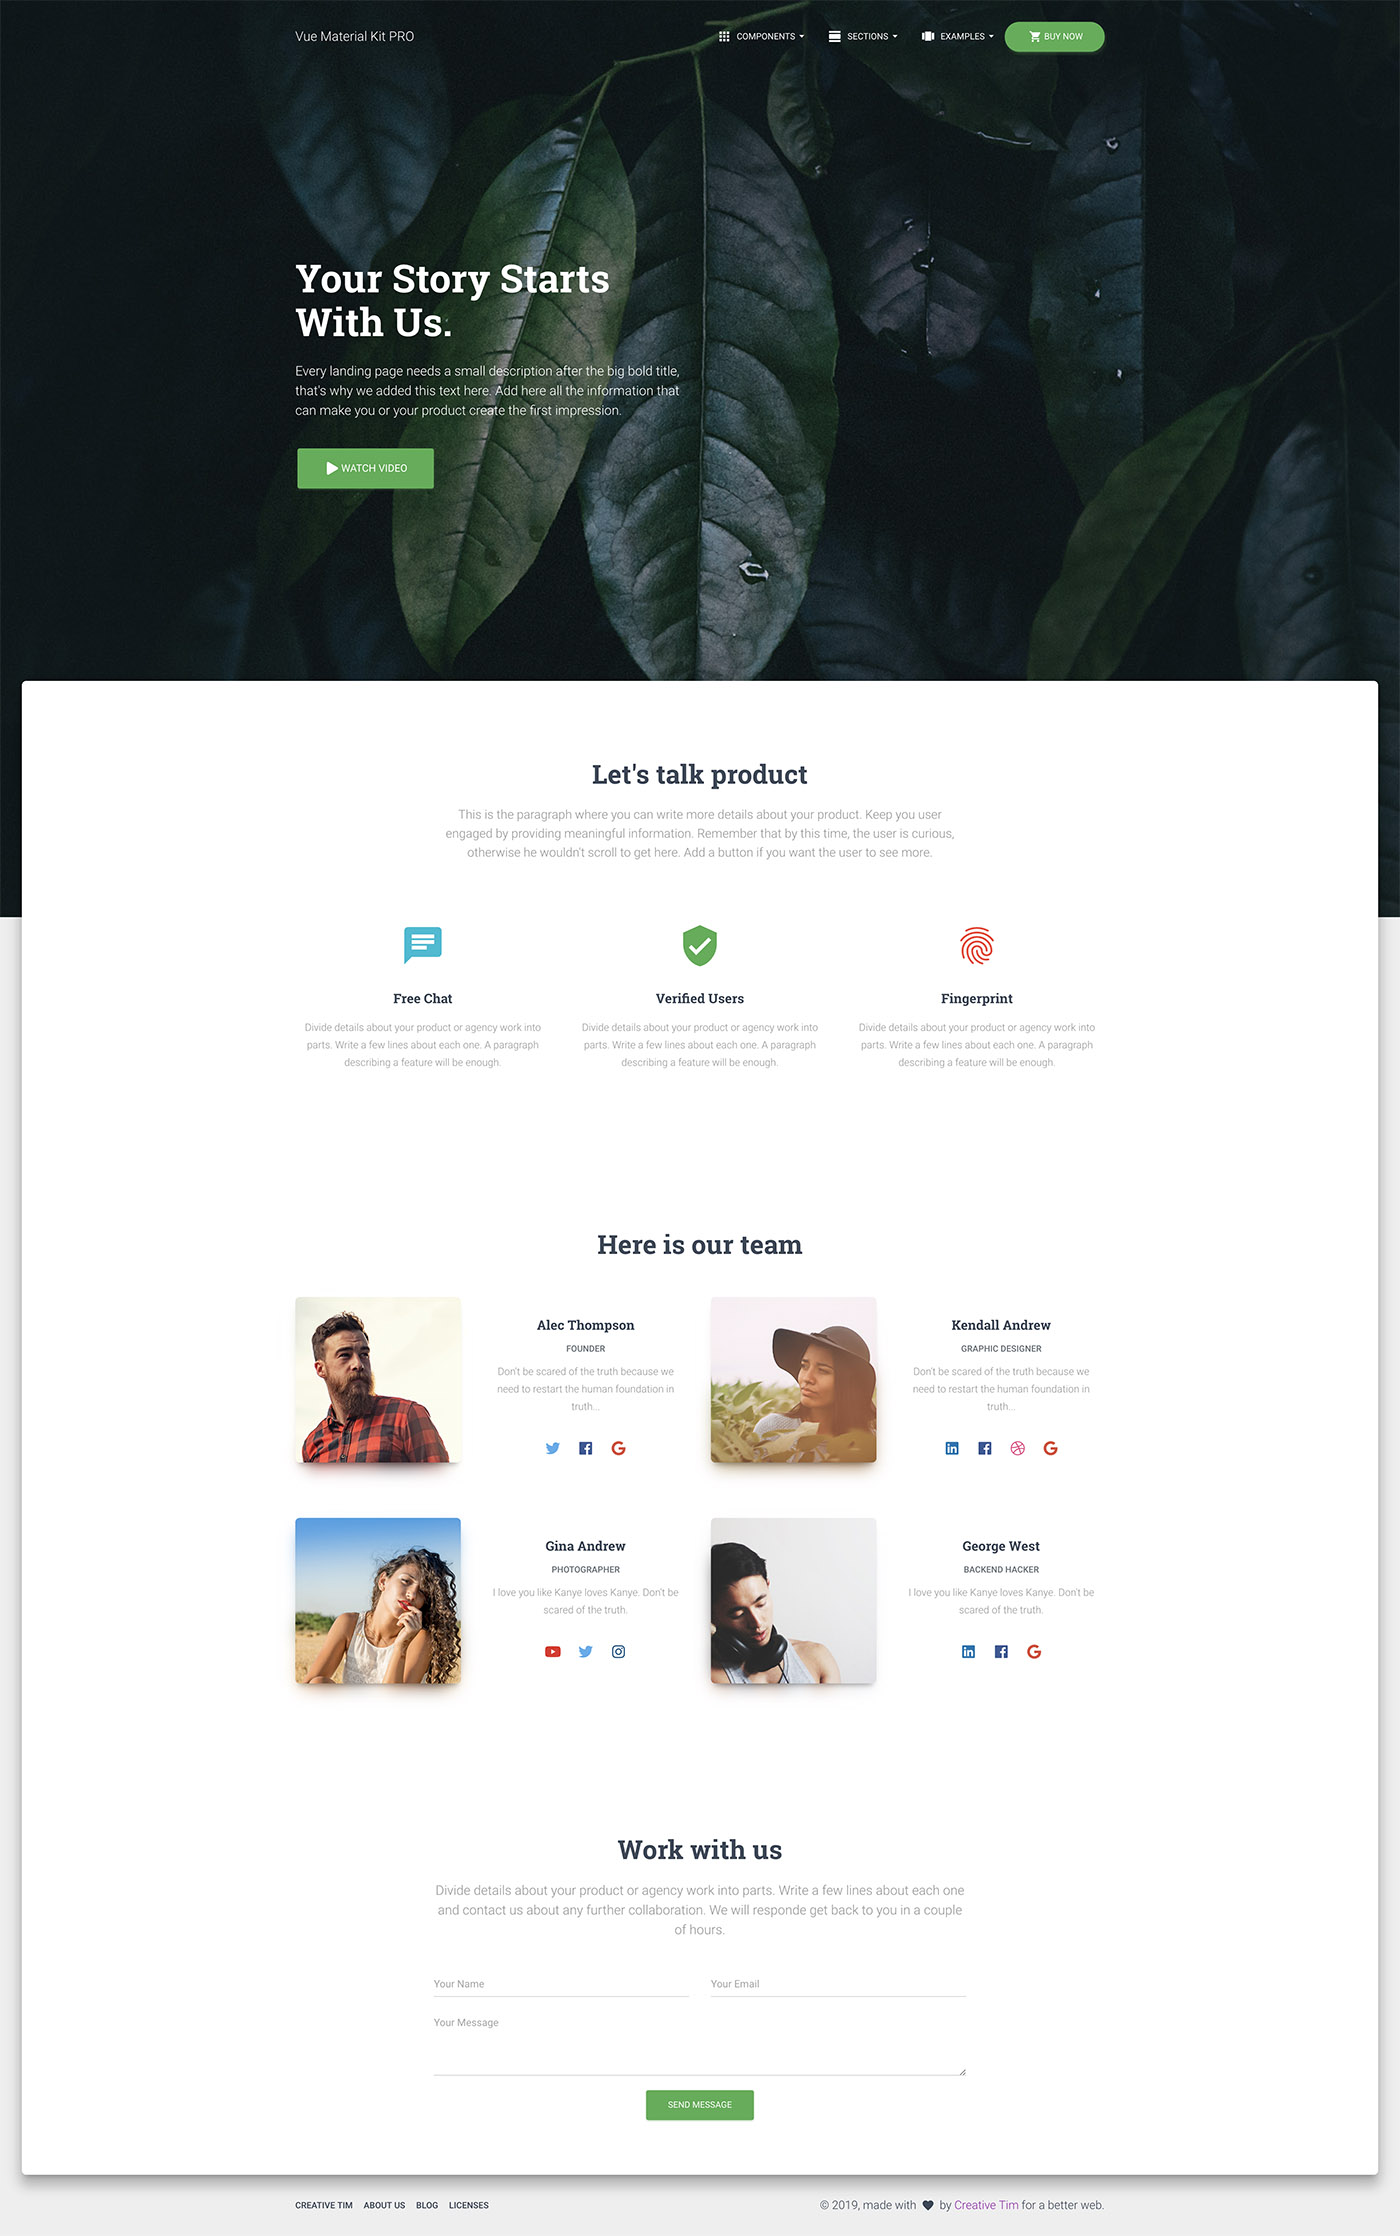 Vue Material Kit PRO
COMPONENTS
SECTIONS
EXAMPLES
BUY NOW
Your Story Starts
With Us.
Every landing page needs a small description after the big bold title,
that's why we added this text here. Add here all the information that
can make you or your product create the first impression.
WATCH VIDEO
Let's talk product
This is the paragraph where you can write more details about your product. Keep you user
engaged by providing meaningful information. Remember that by this time, the user is curious,
otherwise he wouldn't scroll to get here. Add a button if you want the user to see more.
Free Chat
Divide details about your product or agency work into
parts. Write a few lines about each one. A paragraph
describing a feature will be enough.
Verified Users
Divide details about your product or agency work into
parts. Write a few lines about each one. A paragraph
describing a feature will be enough.
Fingerprint
Divide details about your product or agency work into
parts. Write a few lines about each one. A paragraph
describing a feature will be enough.
Here is our team
Alec Thompson
FOUNDER
Don't be scared of the truth because we
need to restart the human foundation in
truth...
Kendall Andrew
GRAPHIC DESIGNER
Don't be scared of the truth because we
need to restart the human foundation in
truth...
Gina Andrew
PHOTOGRAPHER
I love you like Kanye loves Kanye. Don't be
scared of the truth.
George West
BACKEND HACKER
I love you like Kanye loves Kanye. Don't be
scared of the truth.
Work with us
Divide details about your product or agency work into parts. Write a few lines about each one
and contact us about any further collaboration. We will responde get back to you in a couple
of hours.
Your Name
Your Email
Your Message
SEND MESSAGE
CREATIVE TIM
ABOUT US
BLOG
LICENSES
© 2019, made with ♥ by Creative Tim for a better web.